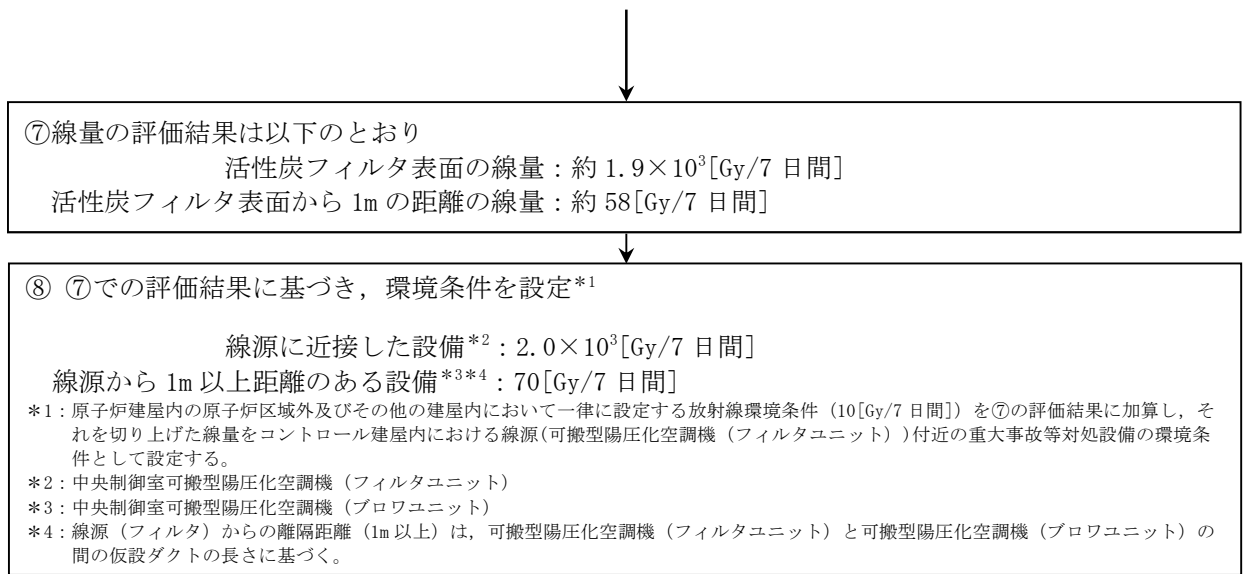 ⑦線量の評価結果は以下のとおり
活性炭フィルタ表面の線量：約 1.9×10³[Gy/7 日間]
活性炭フィルタ表面から 1m の距離の線量：約 58[Gy/7 日間]
⑧ ⑦での評価結果に基づき，環境条件を設定*1
線源に近接した設備*2：2.0×10³[Gy/7 日間]
線源から 1m 以上距離のある設備*3*4：70[Gy/7 日間]
＊1：原子炉建屋内の原子炉区域外及びその他の建屋内において一律に設定する放射線環境条件（10[Gy/7 日間]）を⑦の評価結果に加算し，そ
れを切り上げた線量をコントロール建屋内における線源(可搬型陽圧化空調機（フィルタユニット）)付近の重大事故等対処設備の環境条
件として設定する。
＊2：中央制御室可搬型陽圧化空調機（フィルタユニット）
＊3：中央制御室可搬型陽圧化空調機（ブロワユニット）
＊4：線源（フィルタ）からの離隔距離（1m 以上）は，可搬型陽圧化空調機（フィルタユニット）と可搬型陽圧化空調機（ブロワユニット）の
間の仮設ダクトの長さに基づく。